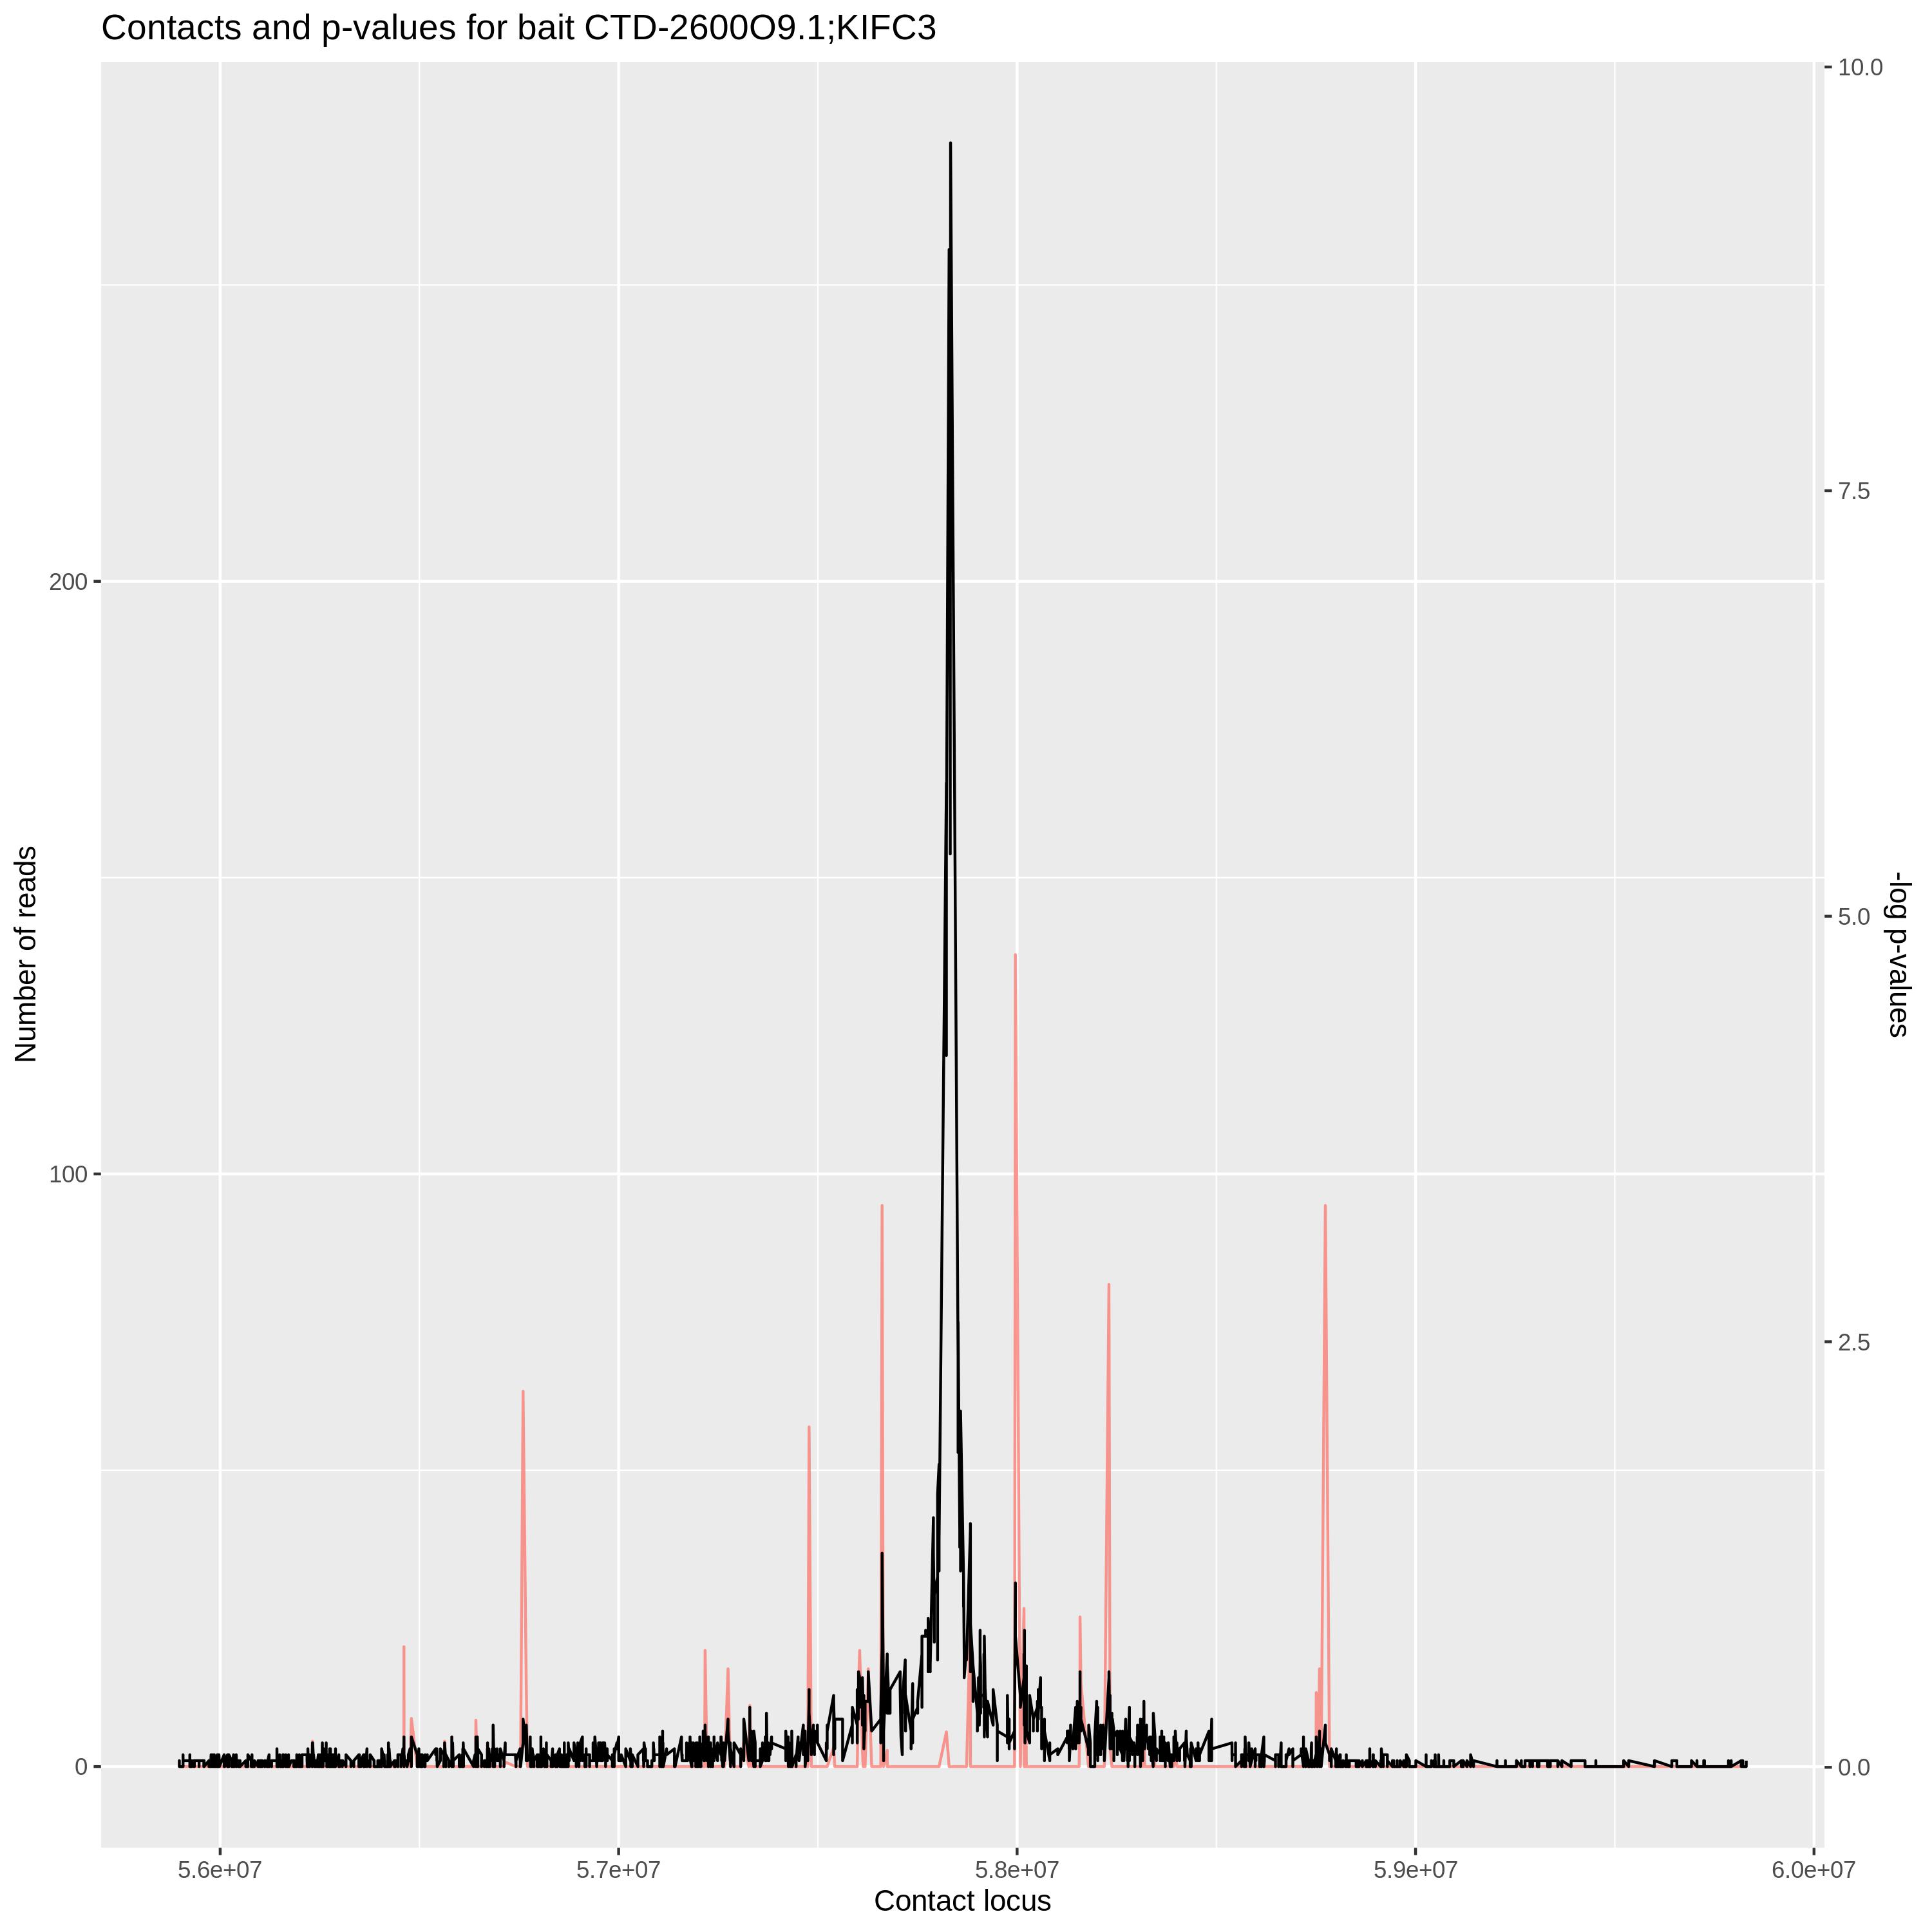 Contacts and p-values for bait CTD-2600O9.1;KIFC3
10.0
7.5
200
5.0
Number of reads
-log p-values
100
2.5
0
0.0
5.6e+07 5.7e+07 5.8e+07 5.9e+07 6.0e+07
Contact locus